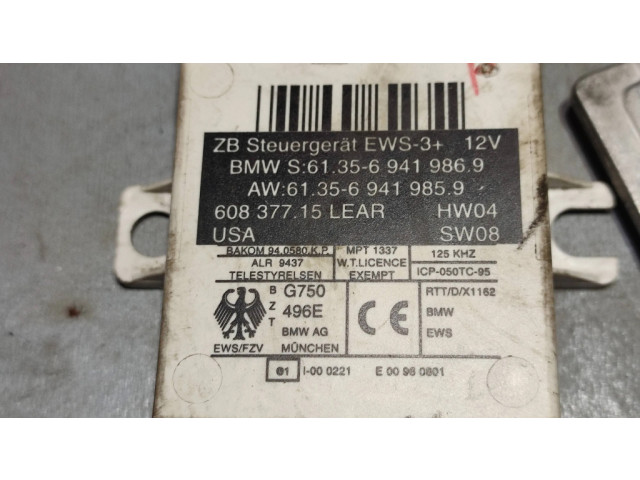 ZB Steuergerät EWS-3+ 12V
BMW S:61.35-6 941 986.9
AW:61.35-6 941 985.9
608 377.15 LEAR HW04
USA SW08
BAKOM 94.0580.K.P. MPT 1337 125 KHZ
ALR 9437 W.T.LICENCE
TELESTYRELSEN EXEMPT ICP-050TC-95
B G750 RTT/D/X1162
Z 496E CE BMW
T BMW AG EWS
EWS/FZV MÜNCHEN
e1 I-00 0221 E 00 96 0801